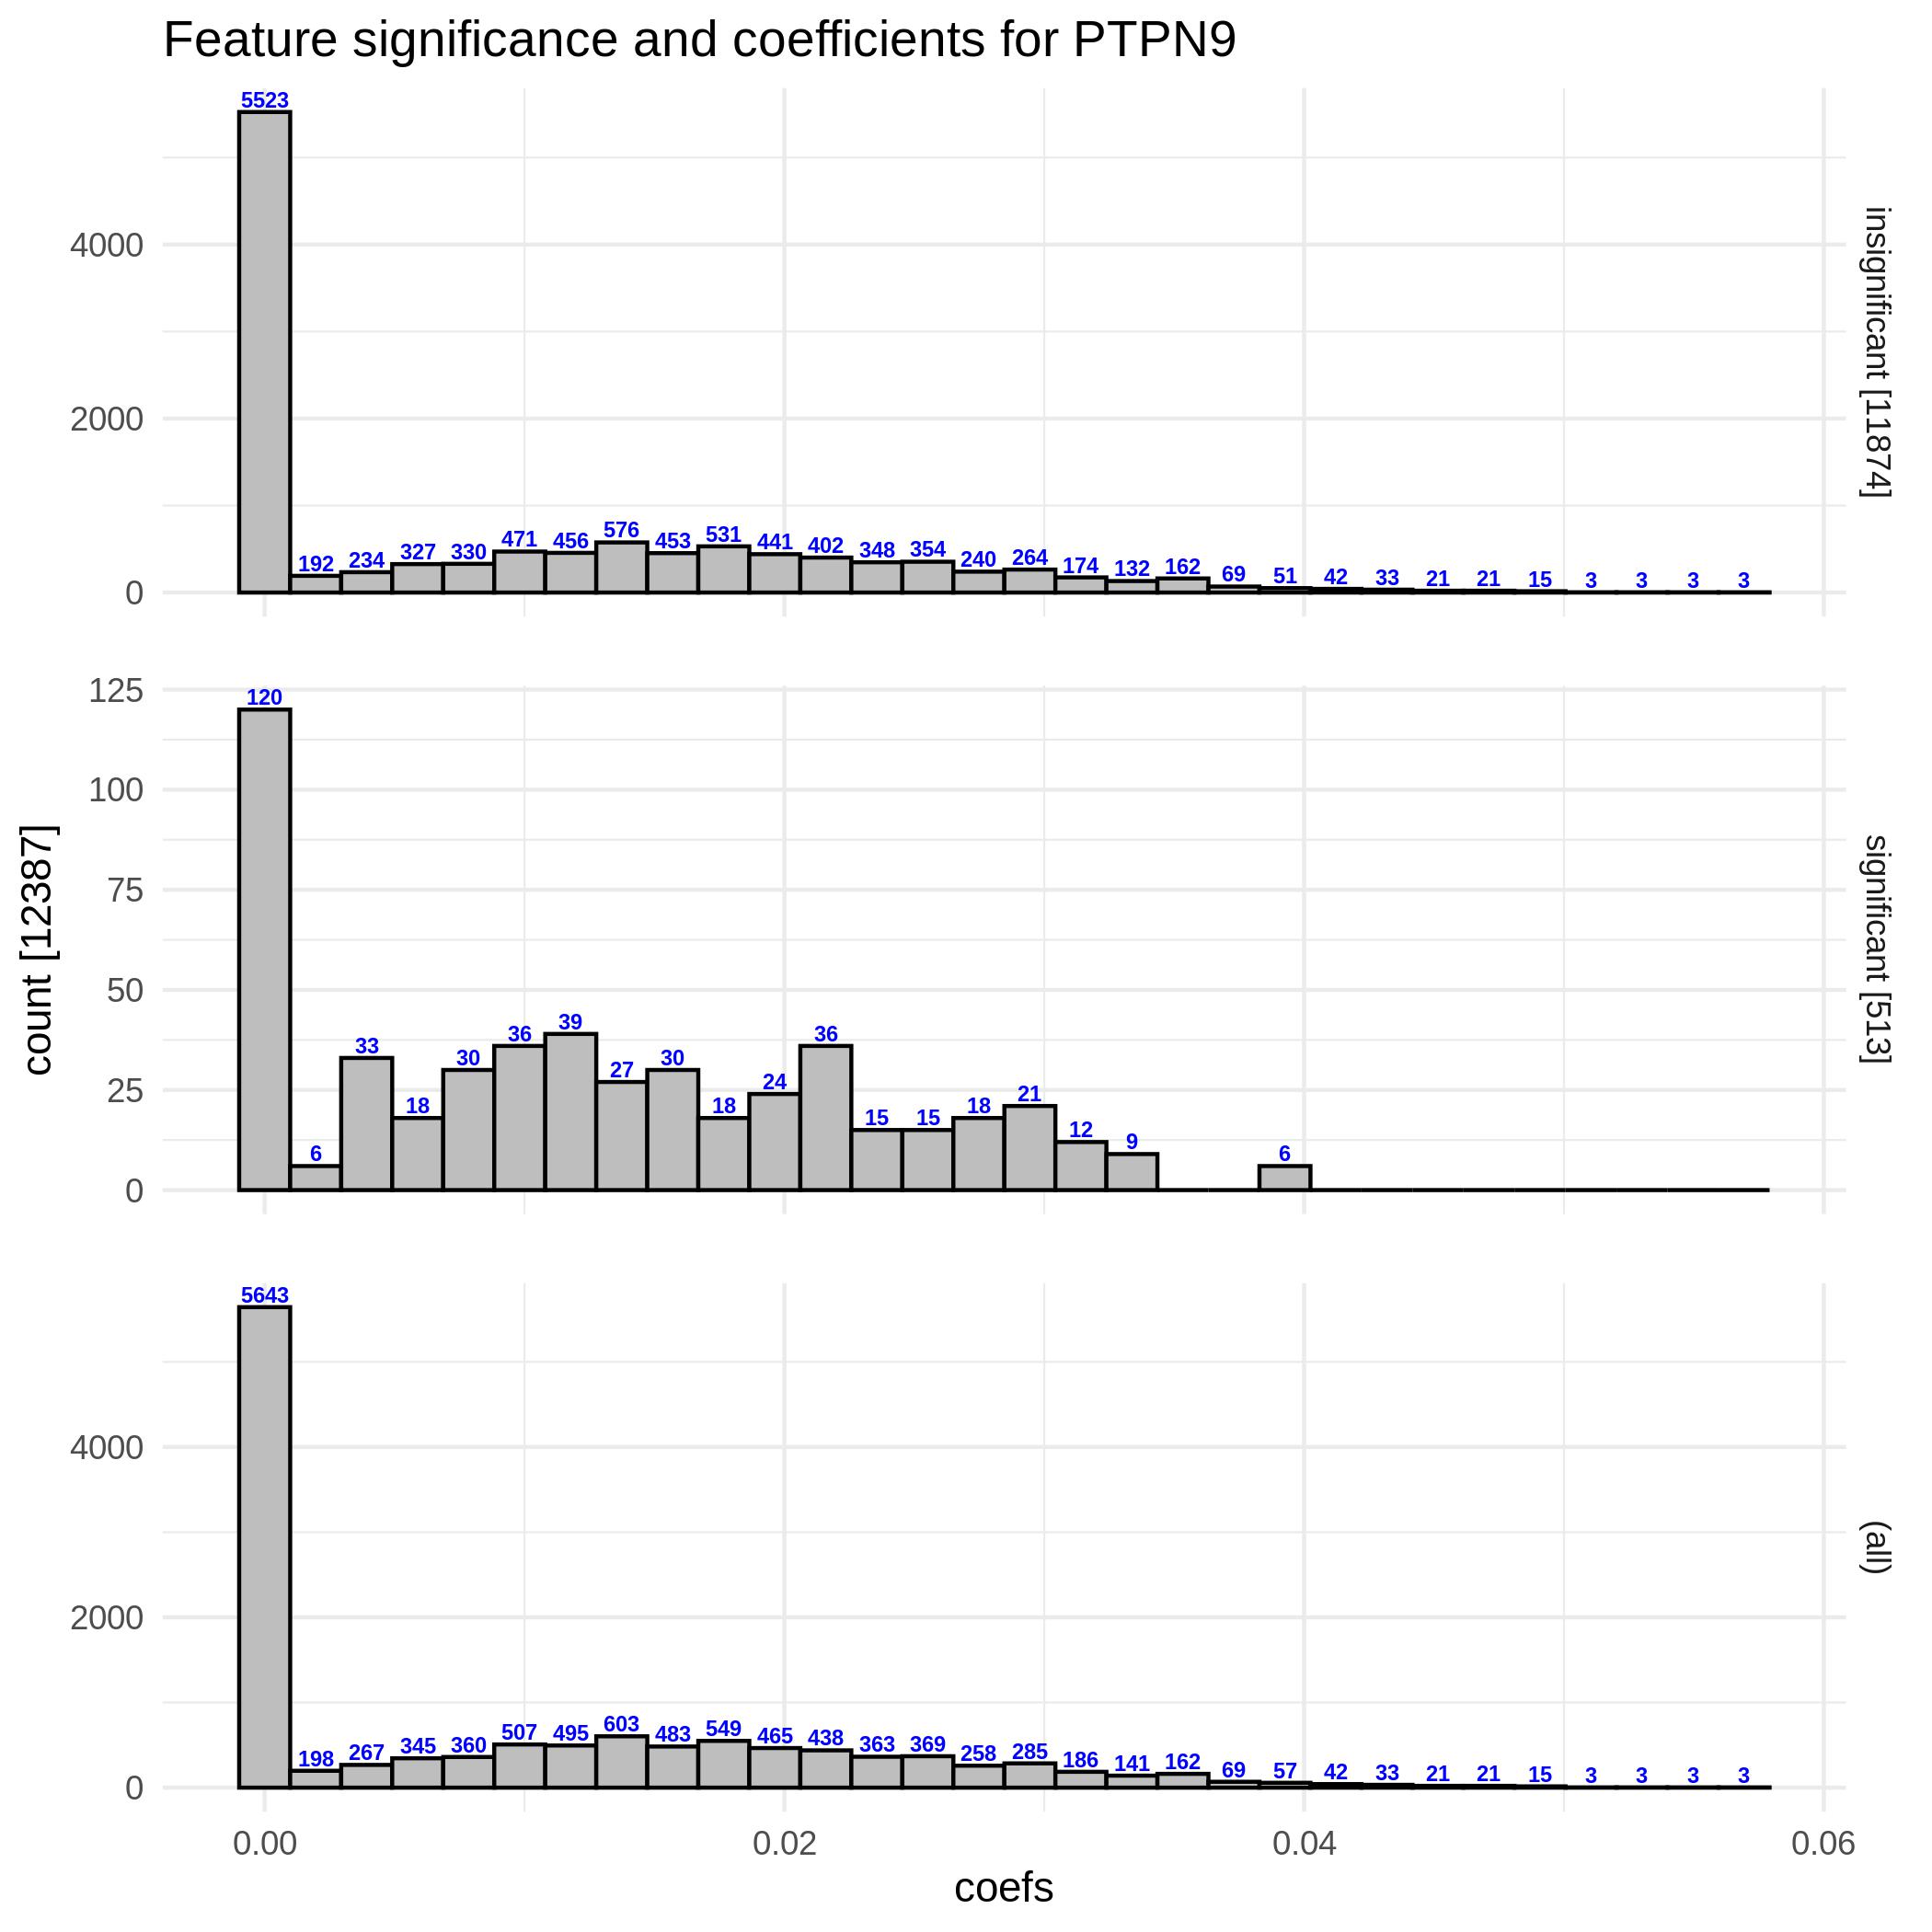 Feature significance and coefficients for PTPN9
5523
192 234 327 330 471 456 576 453 531 441 402 348 354 240 264 174 132 162 69 51 42 33 21 21 15 3 3 3 3
4000
2000
0
insignificant [11874]
count [12387]
125
100
75
50
25
0
120
6 33 18 30 36 39 27 30 18 24 36 15 15 18 21 12 9 6
significant [513]
5643
198 267 345 360 507 495 603 483 549 465 438 363 369 258 285 186 141 162 69 57 42 33 21 21 15 3 3 3 3
4000
2000
0
(all)
0.00 0.02 0.04 0.06
coefs